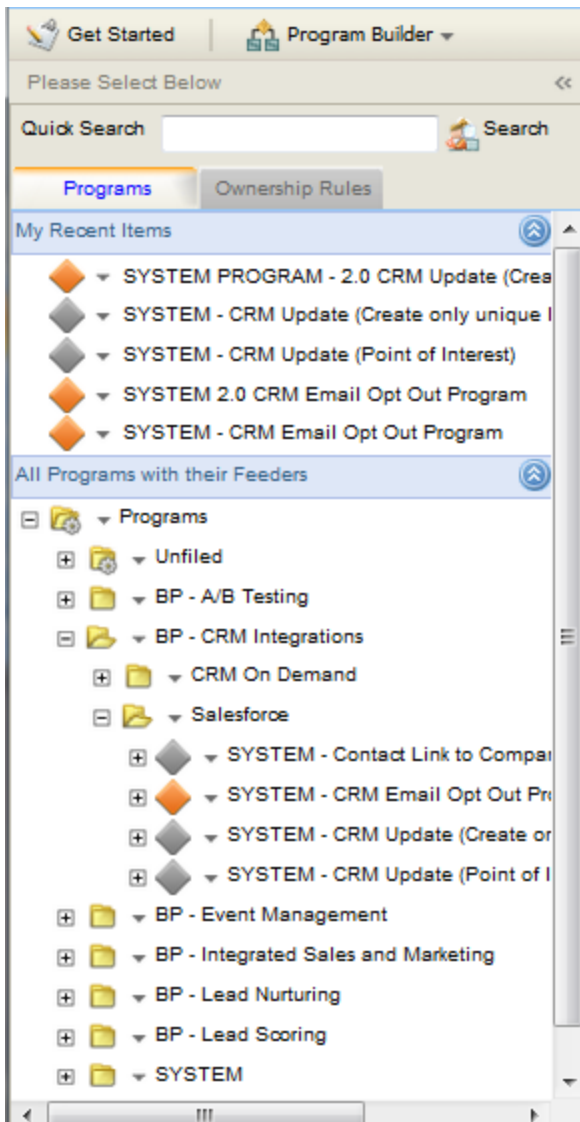 Get Started Program Builder
Please Select Below
Quick Search Search
Programs Ownership Rules
My Recent Items
SYSTEM PROGRAM - 2.0 CRM Update (Crea
SYSTEM - CRM Update (Create only unique l
SYSTEM - CRM Update (Point of Interest)
SYSTEM 2.0 CRM Email Opt Out Program
SYSTEM - CRM Email Opt Out Program
All Programs with their Feeders
Programs
Unfiled
BP - A/B Testing
BP - CRM Integrations
CRM On Demand
Salesforce
SYSTEM - Contact Link to Compa
SYSTEM - CRM Email Opt Out Pr
SYSTEM - CRM Update (Create or
SYSTEM - CRM Update (Point of I
BP - Event Management
BP - Integrated Sales and Marketing
BP - Lead Nurturing
BP - Lead Scoring
SYSTEM